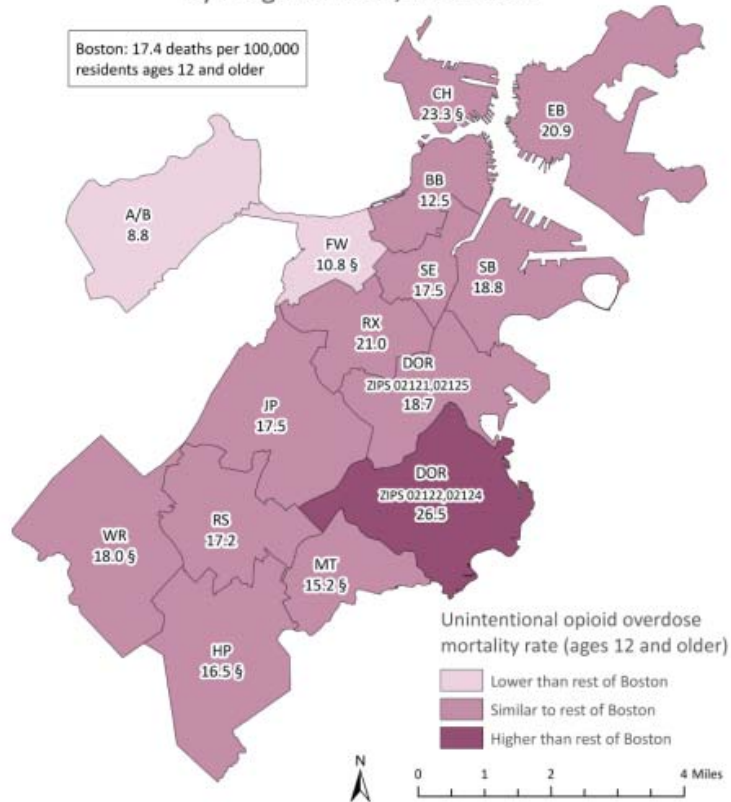 Boston: 17.4 deaths per 100,000
residents ages 12 and older
CH
23.3 §
EB
20.9
BB
12.5
A/B
8.8
FW
10.8 §
SE
17.5
SB
18.8
RX
21.0
DOR
ZIPS 02121,02125
18.7
JP
17.5
DOR
ZIPS 02122,02124
26.5
WR
18.0 §
RS
17.2
MT
15.2 §
HP
16.5 §
Unintentional opioid overdose
mortality rate (ages 12 and older)
Lower than rest of Boston
Similar to rest of Boston
Higher than rest of Boston
N
0 1 2 4 Miles